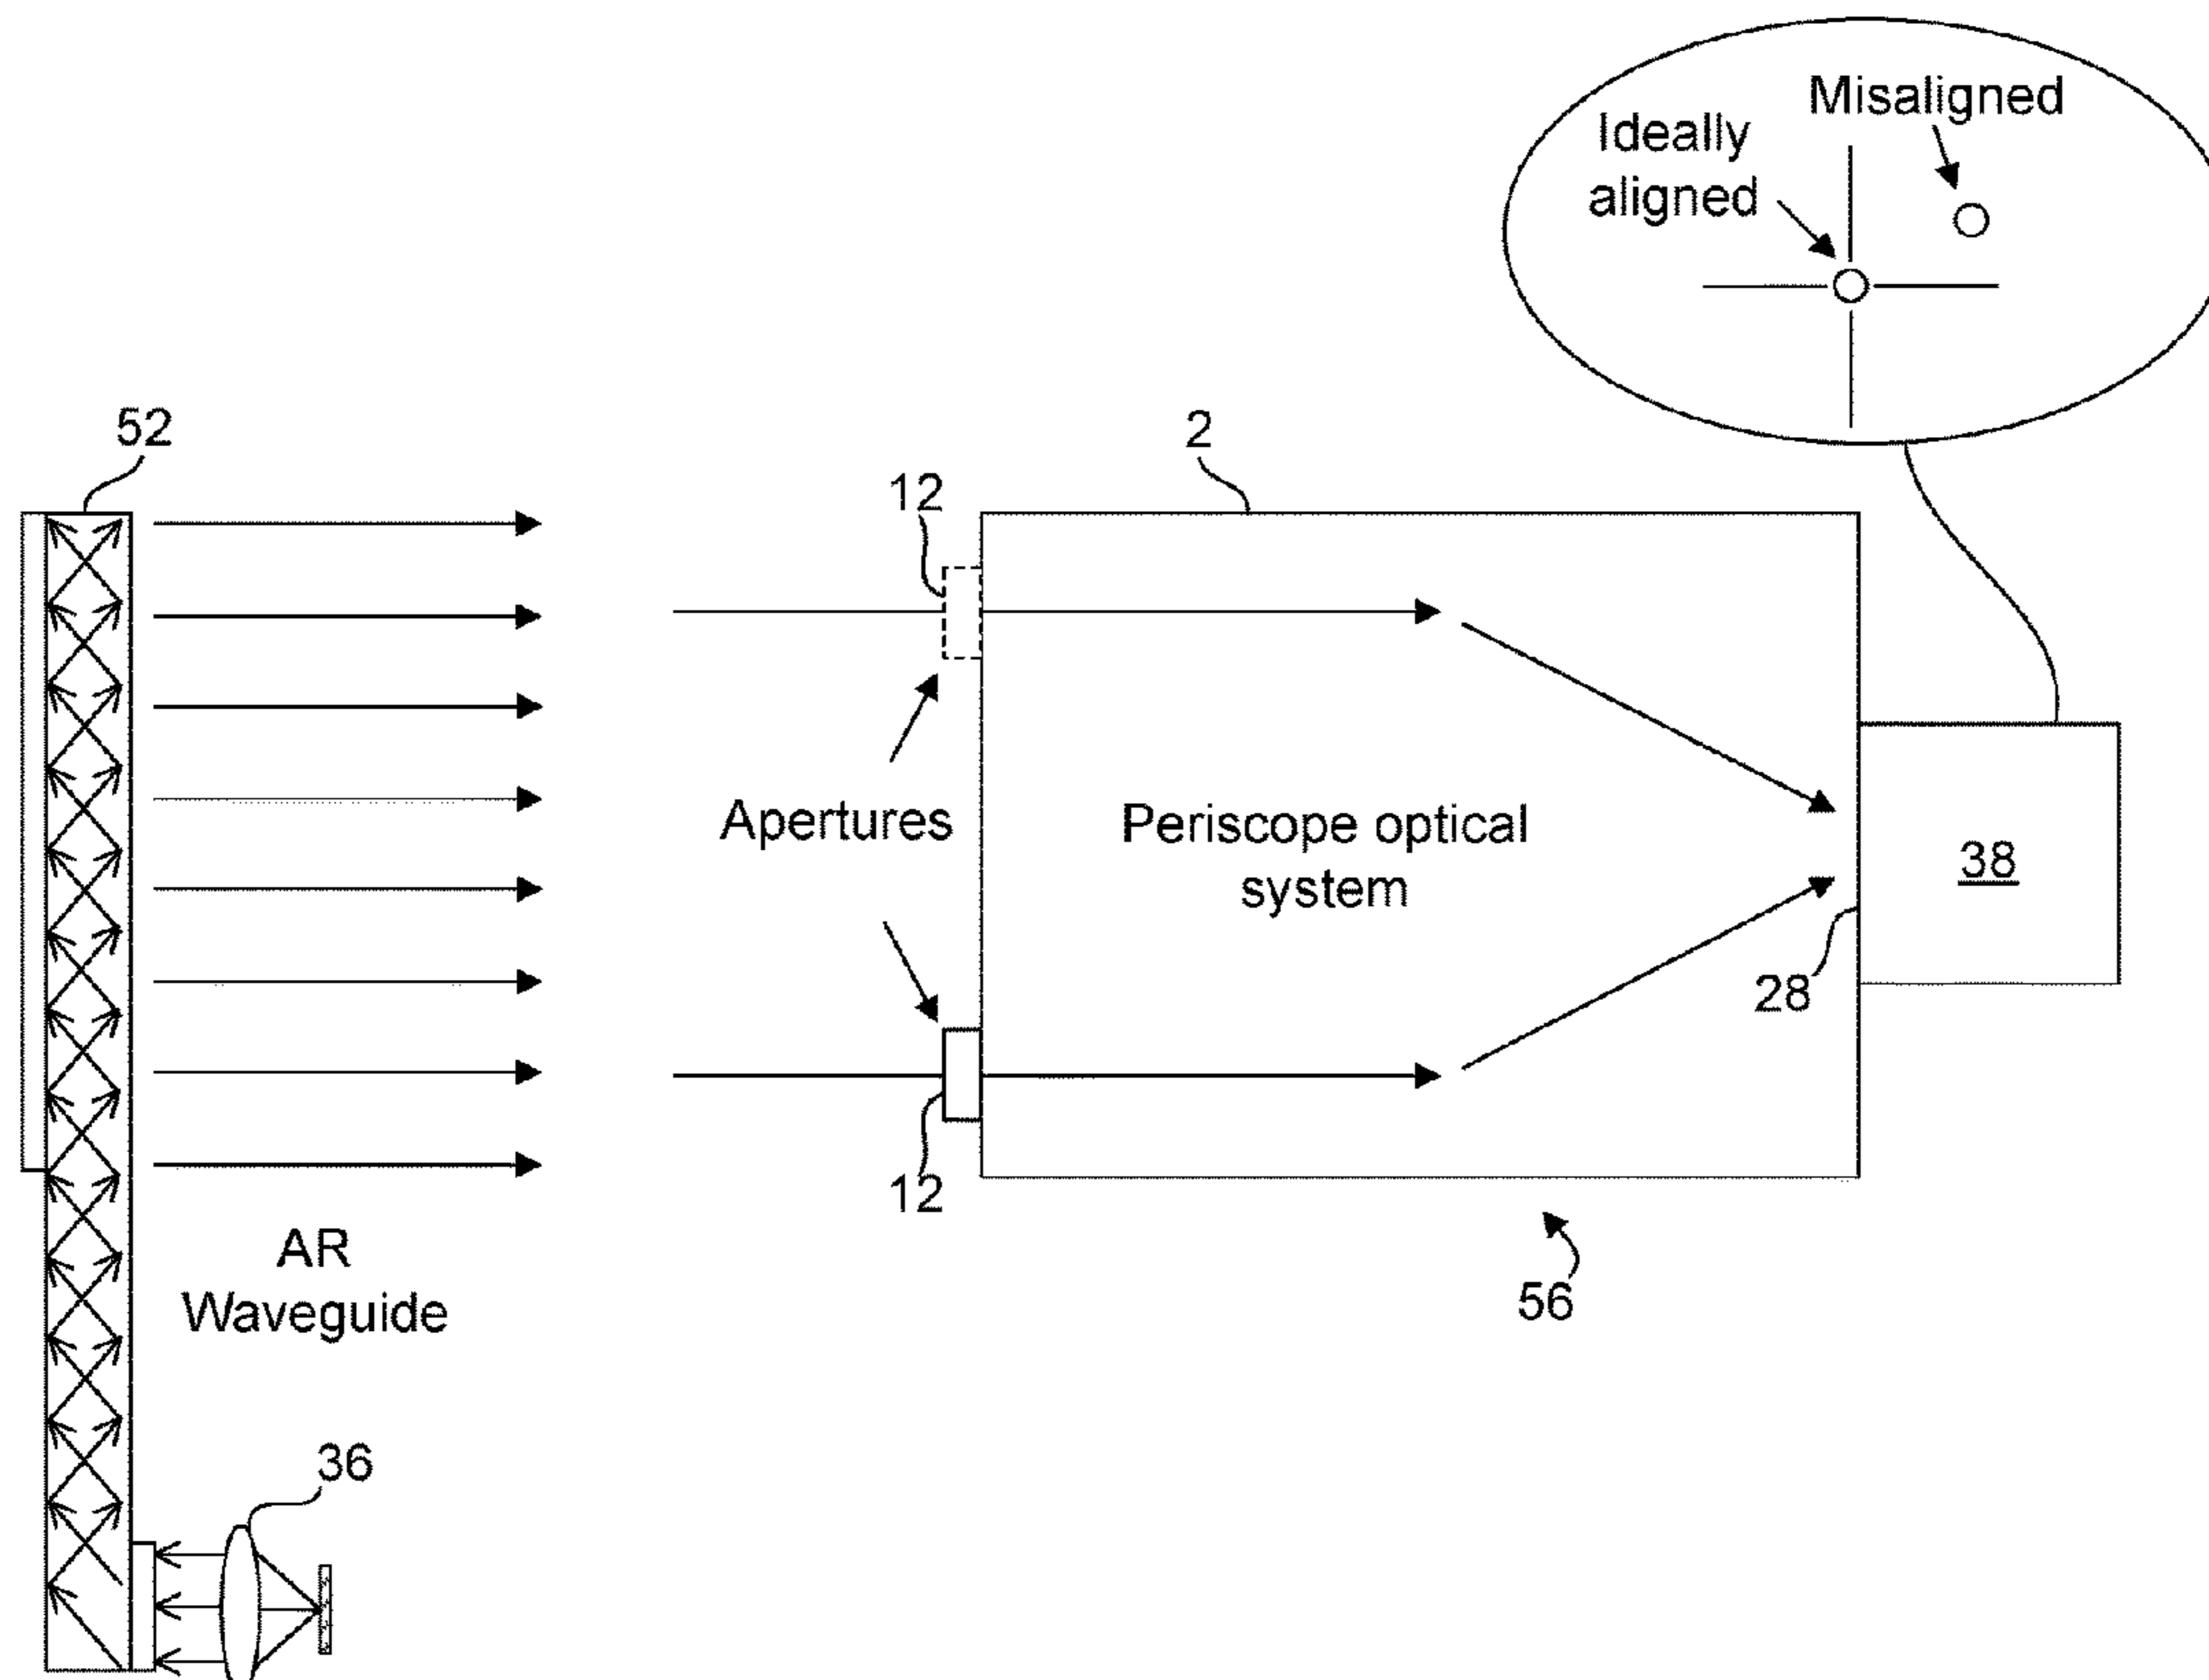 Misaligned
Ideally
aligned
52
2
12
Apertures
Periscope optical
system
38
28
12
AR
Waveguide
56
36